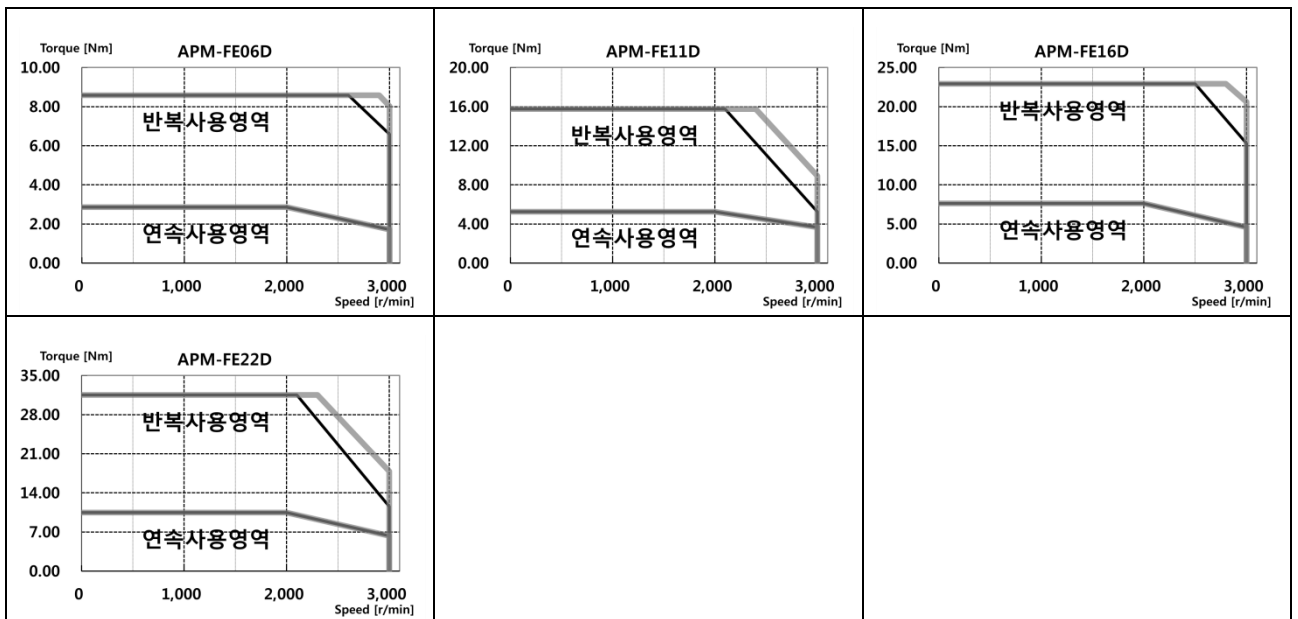 Torque [Nm] APM-FE06D
10.00
8.00
반복사용영역
6.00
4.00
2.00
연속사용영역
0.00
0 1,000 2,000 3,000
Speed [r/min]
Torque [Nm] APM-FE11D
20.00
16.00
반복사용영역
12.00
8.00
4.00
연속사용영역
0.00
0 1,000 2,000 3,000
Speed [r/min]
Torque [Nm] APM-FE16D
25.00
20.00
반복사용영역
15.00
10.00
5.00
연속사용영역
0.00
0 1,000 2,000 3,000
Speed [r/min]
Torque [Nm] APM-FE22D
35.00
28.00
반복사용영역
21.00
14.00
7.00
연속사용영역
0.00
0 1,000 2,000 3,000
Speed [r/min]